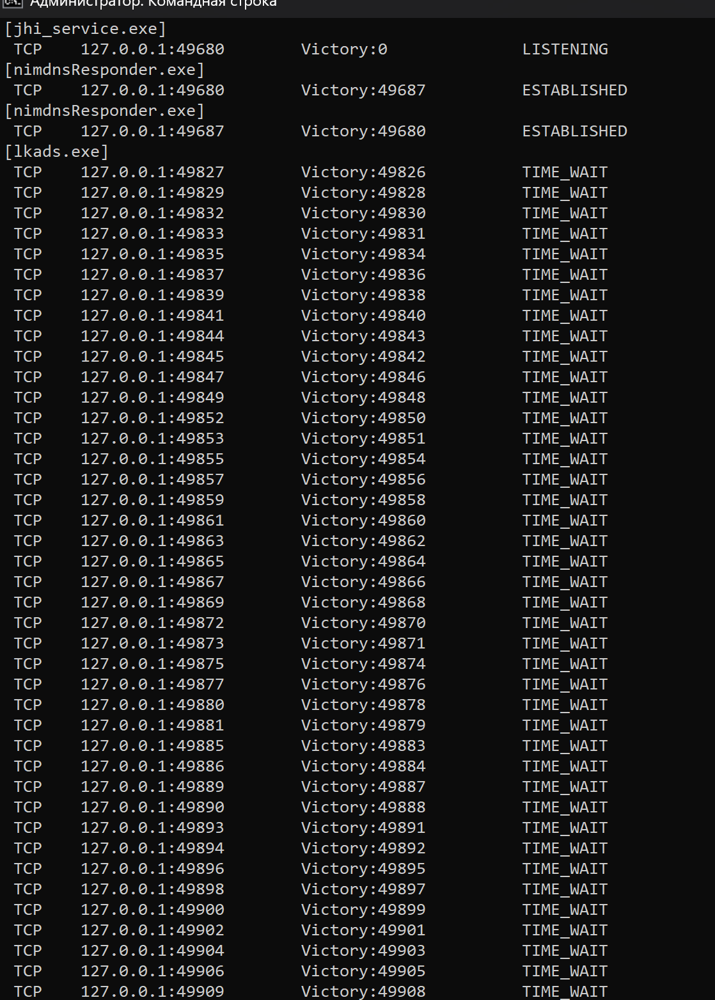 Администратор: Командная строка
[jhi_service.exe]
TCP 127.0.0.1:49680 Victory:0 LISTENING
[nimdnsResponder.exe]
TCP 127.0.0.1:49680 Victory:49687 ESTABLISHED
[nimdnsResponder.exe]
TCP 127.0.0.1:49687 Victory:49680 ESTABLISHED
[lkads.exe]
TCP 127.0.0.1:49827 Victory:49826 TIME_WAIT
TCP 127.0.0.1:49829 Victory:49828 TIME_WAIT
TCP 127.0.0.1:49832 Victory:49830 TIME_WAIT
TCP 127.0.0.1:49833 Victory:49831 TIME_WAIT
TCP 127.0.0.1:49835 Victory:49834 TIME_WAIT
TCP 127.0.0.1:49837 Victory:49836 TIME_WAIT
TCP 127.0.0.1:49839 Victory:49838 TIME_WAIT
TCP 127.0.0.1:49841 Victory:49840 TIME_WAIT
TCP 127.0.0.1:49844 Victory:49843 TIME_WAIT
TCP 127.0.0.1:49845 Victory:49842 TIME_WAIT
TCP 127.0.0.1:49847 Victory:49846 TIME_WAIT
TCP 127.0.0.1:49849 Victory:49848 TIME_WAIT
TCP 127.0.0.1:49852 Victory:49850 TIME_WAIT
TCP 127.0.0.1:49853 Victory:49851 TIME_WAIT
TCP 127.0.0.1:49855 Victory:49854 TIME_WAIT
TCP 127.0.0.1:49857 Victory:49856 TIME_WAIT
TCP 127.0.0.1:49859 Victory:49858 TIME_WAIT
TCP 127.0.0.1:49861 Victory:49860 TIME_WAIT
TCP 127.0.0.1:49863 Victory:49862 TIME_WAIT
TCP 127.0.0.1:49865 Victory:49864 TIME_WAIT
TCP 127.0.0.1:49867 Victory:49866 TIME_WAIT
TCP 127.0.0.1:49869 Victory:49868 TIME_WAIT
TCP 127.0.0.1:49872 Victory:49870 TIME_WAIT
TCP 127.0.0.1:49873 Victory:49871 TIME_WAIT
TCP 127.0.0.1:49875 Victory:49874 TIME_WAIT
TCP 127.0.0.1:49877 Victory:49876 TIME_WAIT
TCP 127.0.0.1:49880 Victory:49878 TIME_WAIT
TCP 127.0.0.1:49881 Victory:49879 TIME_WAIT
TCP 127.0.0.1:49885 Victory:49883 TIME_WAIT
TCP 127.0.0.1:49886 Victory:49884 TIME_WAIT
TCP 127.0.0.1:49889 Victory:49887 TIME_WAIT
TCP 127.0.0.1:49890 Victory:49888 TIME_WAIT
TCP 127.0.0.1:49893 Victory:49891 TIME_WAIT
TCP 127.0.0.1:49894 Victory:49892 TIME_WAIT
TCP 127.0.0.1:49896 Victory:49895 TIME_WAIT
TCP 127.0.0.1:49898 Victory:49897 TIME_WAIT
TCP 127.0.0.1:49900 Victory:49899 TIME_WAIT
TCP 127.0.0.1:49902 Victory:49901 TIME_WAIT
TCP 127.0.0.1:49904 Victory:49903 TIME_WAIT
TCP 127.0.0.1:49906 Victory:49905 TIME_WAIT
TCP 127.0.0.1:49909 Victory:49908 TIME_WAIT